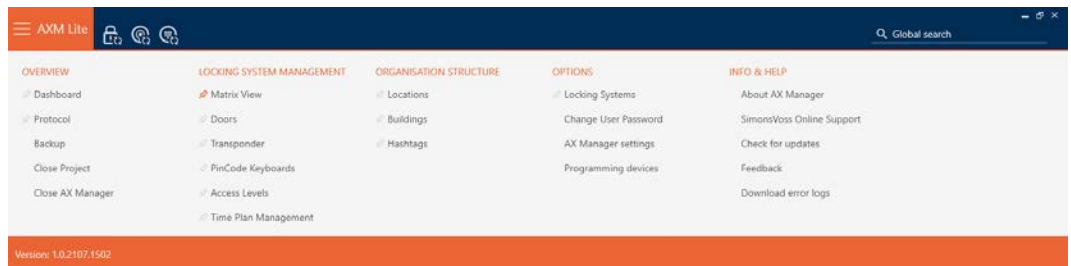 AXM Lite
Global search
OVERVIEW
Dashboard
Protocol
Backup
Close Project
Close AX Manager
LOCKING SYSTEM MANAGEMENT
Matrix View
Doors
Transponder
PinCode Keyboards
Access Levels
Time Plan Management
ORGANISATION STRUCTURE
Locations
Buildings
Hashtags
OPTIONS
Locking Systems
Change User Password
AX Manager settings
Programming devices
INFO & HELP
About AX Manager
SimonsVoss Online Support
Check for updates
Feedback
Download error logs
Version: 1.0.2107.1502